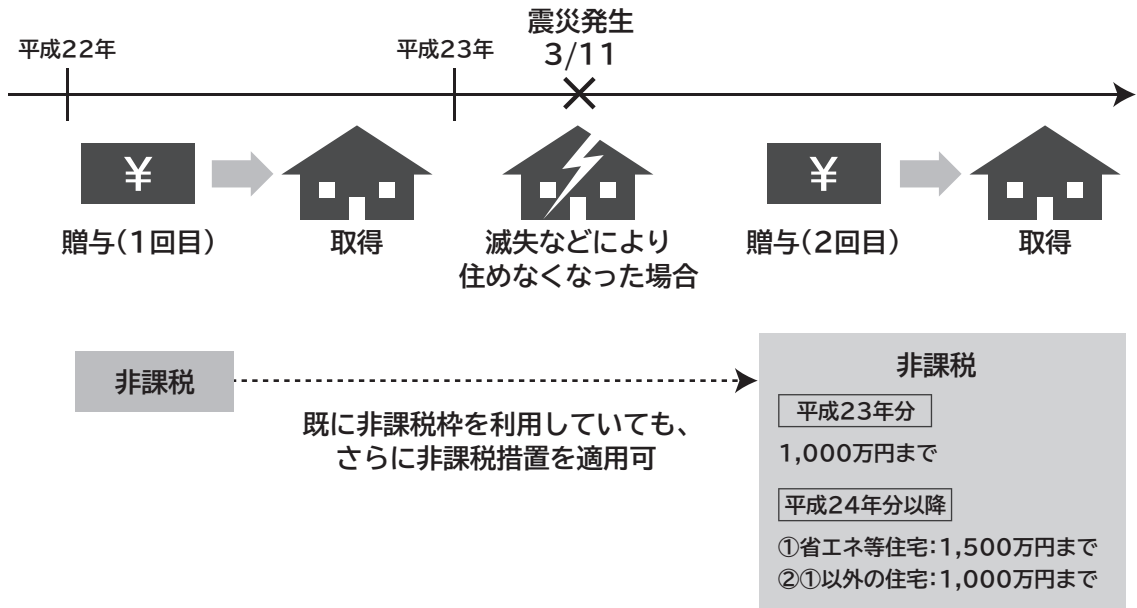 震災発生
3/11
平成22年
平成23年
¥
¥
贈与(1回目)
取得
滅失などにより
住めなくなった場合
贈与(2回目)
取得
非課税
既に非課税枠を利用していても、
さらに非課税措置を適用可
非課税
平成23年分
1,000万円まで
平成24年分以降
①省エネ等住宅:1,500万円まで
②①以外の住宅:1,000万円まで